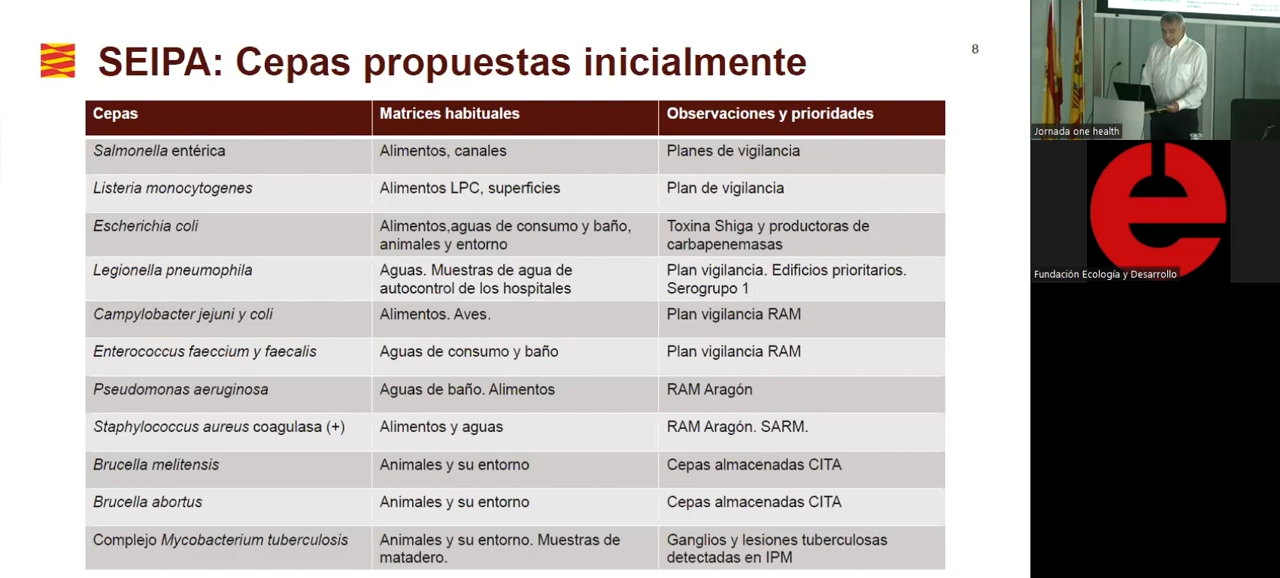 SEIPA: Cepas propuestas inicialmente
8
Cepas
Matrices habituales
Observaciones y prioridades
Salmonella entérica
Alimentos, canales
Planes de vigilancia
Listeria monocytogenes
Alimentos LPC, superficies
Plan de vigilancia
Escherichia coli
Alimentos,aguas de consumo y baño,
animales y entorno
Toxina Shiga y productoras de
carbapenemasas
Legionella pneumophila
Aguas. Muestras de agua de
autocontrol de los hospitales
Plan vigilancia. Edificios prioritarios.
Serogrupo 1
Campylobacter jejuni y coli
Alimentos. Aves.
Plan vigilancia RAM
Enterococcus faeccium y faecalis
Aguas de consumo y baño
Plan vigilancia RAM
Pseudomonas aeruginosa
Aguas de baño. Alimentos
RAM Aragón
Staphylococcus aureus coagulasa (+)
Alimentos y aguas
RAM Aragón. SARM.
Brucella melitensis
Animales y su entorno
Cepas almacenadas CITA
Brucella abortus
Animales y su entorno
Cepas almacenadas CITA
Complejo Mycobacterium tuberculosis
Animales y su entorno. Muestras de
matadero.
Ganglios y lesiones tuberculosas
detectadas en IPM
Jornada one health
e
Fundación Ecología y Desarrollo